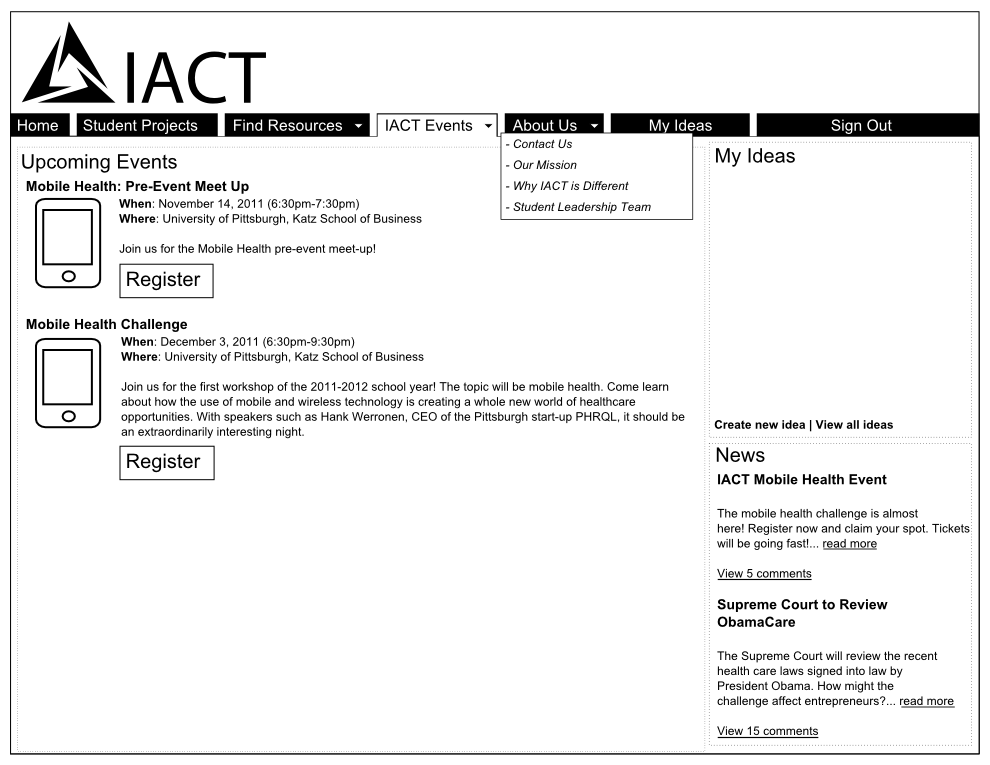 IACT
Home
Student Projects
Find Resources
IACT Events
About Us
My Ideas
Sign Out
- Contact Us
- Our Mission
- Why IACT is Different
- Student Leadership Team
Upcoming Events
Mobile Health: Pre-Event Meet Up
When: November 14, 2011 (6:30pm-7:30pm)
Where: University of Pittsburgh, Katz School of Business
Join us for the Mobile Health pre-event meet-up!
Register
Mobile Health Challenge
When: December 3, 2011 (6:30pm-9:30pm)
Where: University of Pittsburgh, Katz School of Business
Join us for the first workshop of the 2011-2012 school year! The topic will be mobile health. Come learn
about how the use of mobile and wireless technology is creating a whole new world of healthcare
opportunities. With speakers such as Hank Werronen, CEO of the Pittsburgh start-up PHRQL, it should be
an extraordinarily interesting night.
Register
My Ideas
Create new idea | View all ideas
News
IACT Mobile Health Event
The mobile health challenge is almost
here! Register now and claim your spot. Tickets
will be going fast!... read more
View 5 comments
Supreme Court to Review
ObamaCare
The Supreme Court will review the recent
health care laws signed into law by
President Obama. How might the
challenge affect entrepreneurs?... read more
View 15 comments